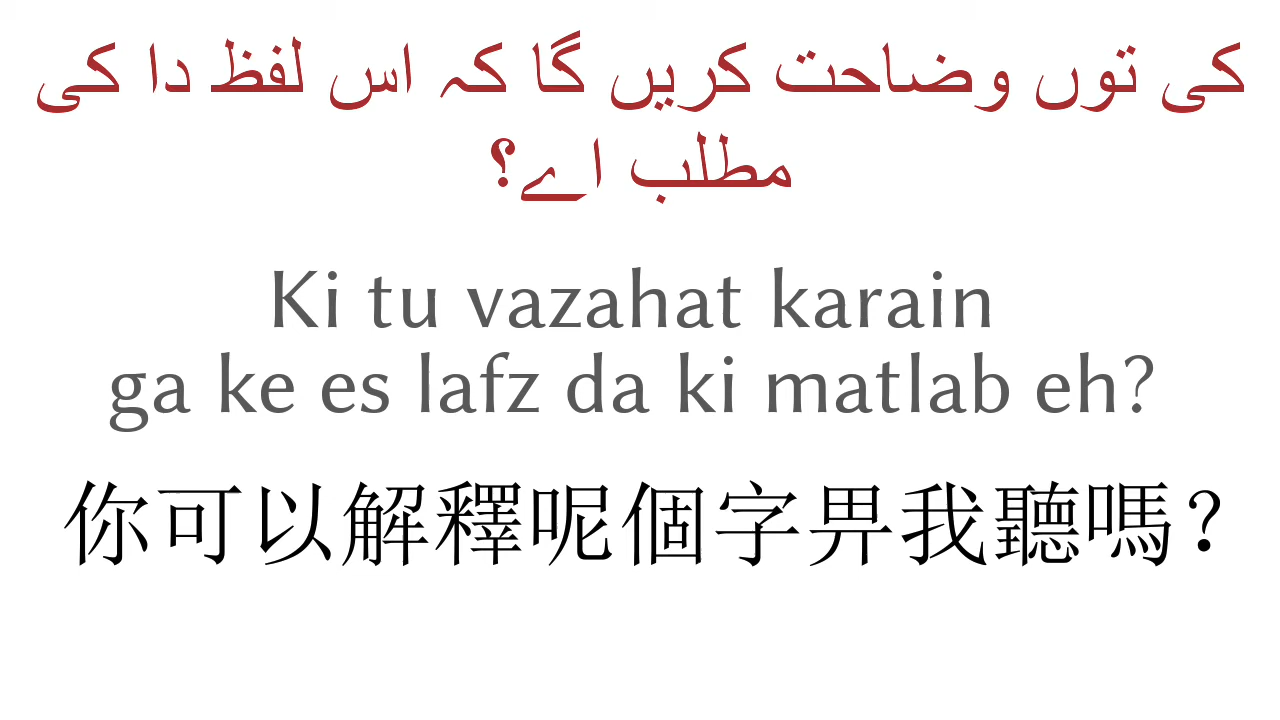 کی توں وضاحت کریں گا کہ اس لفظ دا کی
مطلب اے؟
Ki tu vazahat karain
ga ke es lafz da ki matlab eh?
你可以解釋呢個字畀我聽嗎？